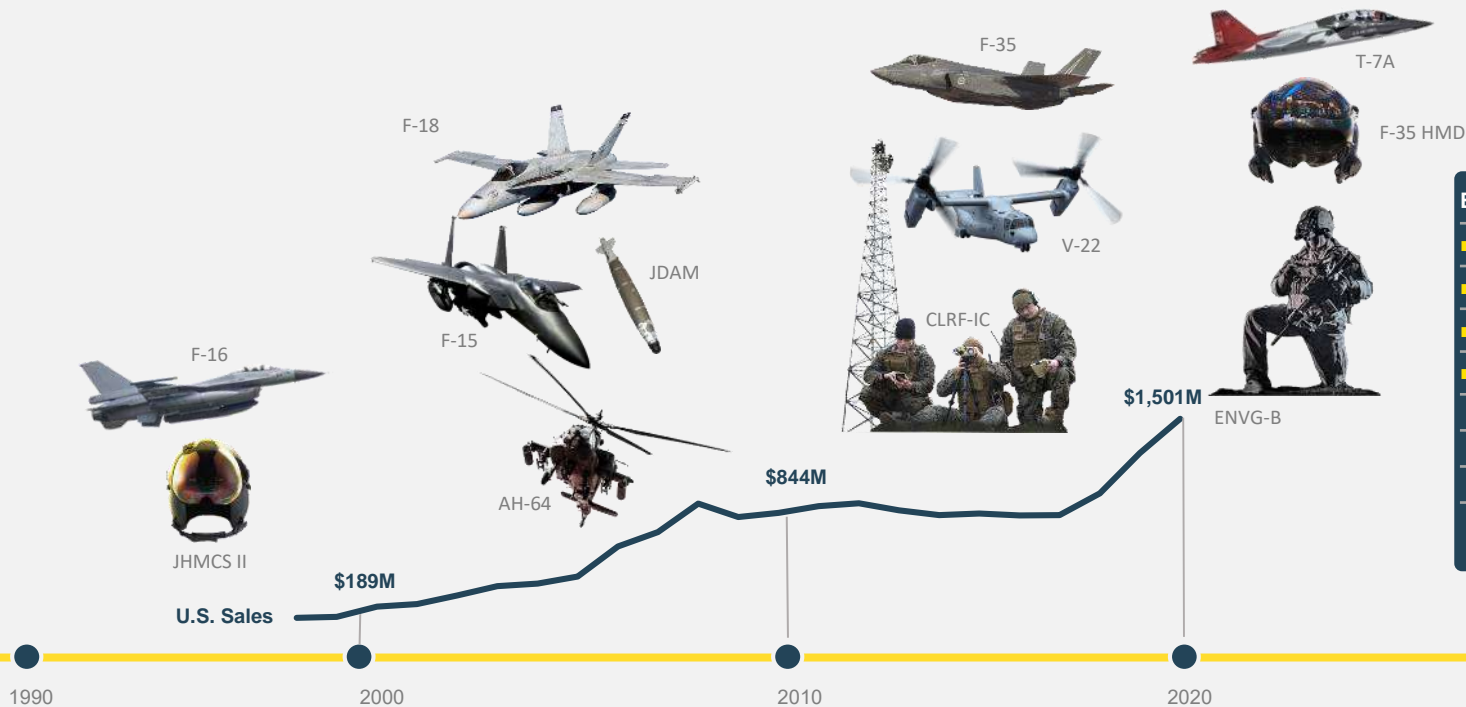 F-35
T-7A
F-18
F-35 HMD
V-22
JDAM
CLRF-IC
F-15
F-16
$1,501M
ENVG-B
$844M
AH-64
JHMCS II
$189M
U.S. Sales
1990
2000
2010
2020